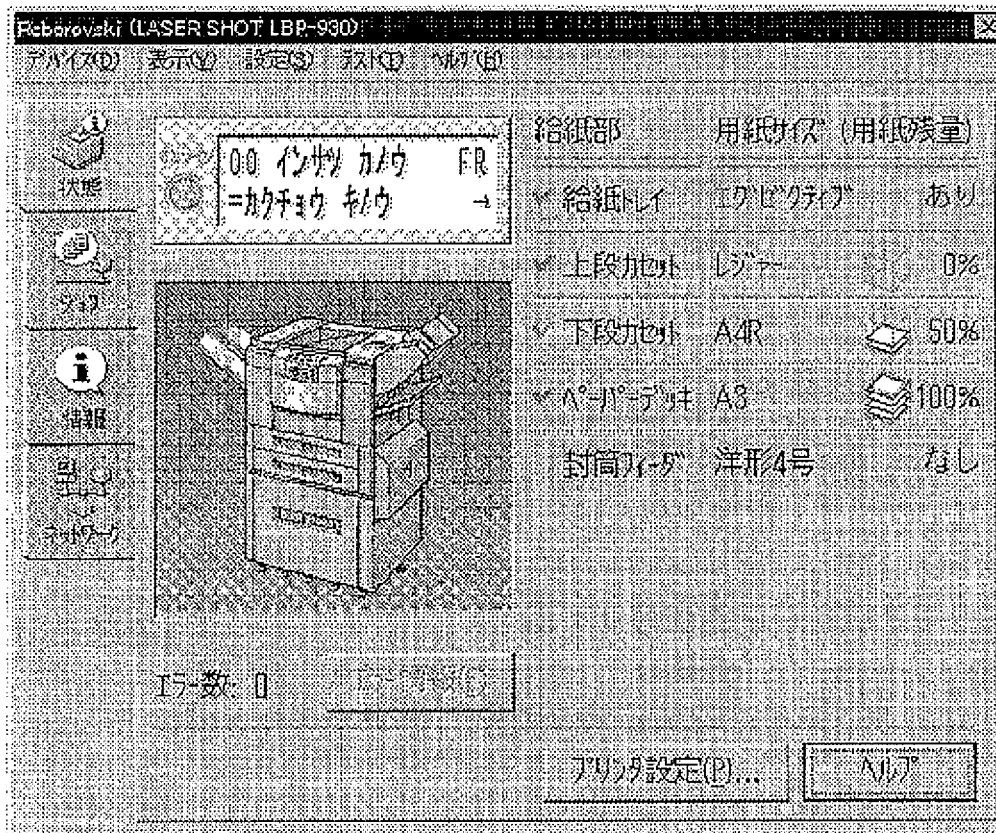 Roborovski (LASER SHOT LBP-930)
デバイス(D) 表示(V) 設定(S) テスト(T) ヘルプ(H)
状態
ジョブ
情報
ネットワーク
00 インサツ カノウ FR
=カクチョウ キノウ →
エラー数: 0
給紙部 用紙サイズ (用紙残量)
給紙トレイ エグゼクティブ あり
上段カセット レジャー 0%
下段カセット A4R 50%
ペーパーデッキ A3 100%
封筒フィーダ 洋形4号 なし
プリンタ設定(P)... ヘルプ